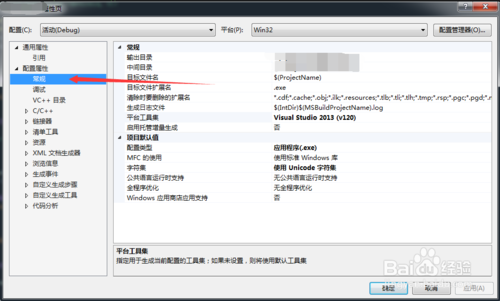 属性页
配置(C): 活动(Debug) 平台(P): Win32 配置管理器(O)...
通用属性
引用
配置属性
常规
调试
VC++ 目录
C/C++
链接器
清单工具
资源
XML 文档生成器
浏览信息
生成事件
自定义生成步骤
自定义生成工具
代码分析
常规
输出目录
中间目录
目标文件名 $(ProjectName)
目标文件扩展名 .exe
清除时要删除的扩展名 *.cdf;*.cache;*.obj;*.ilk;*.resources;*.tlb;*.tli;*.tlh;*.tmp;*.rsp;*.pgc;*.pgd;*
生成日志文件 $(IntDir)$(MSBuildProjectName).log
平台工具集 Visual Studio 2013 (v120)
启用托管增量生成 否
项目默认值
配置类型 应用程序(.exe)
MFC 的使用 使用标准 Windows 库
字符集 使用 Unicode 字符集
公共语言运行时支持 无公共语言运行时支持
全程序优化 无全程序优化
Windows 应用商店应用支持 否
平台工具集
指定用于生成当前配置的工具集；如果未设置，则将使用默认工具集
确定 取消 应用(A)
Baidu 经验